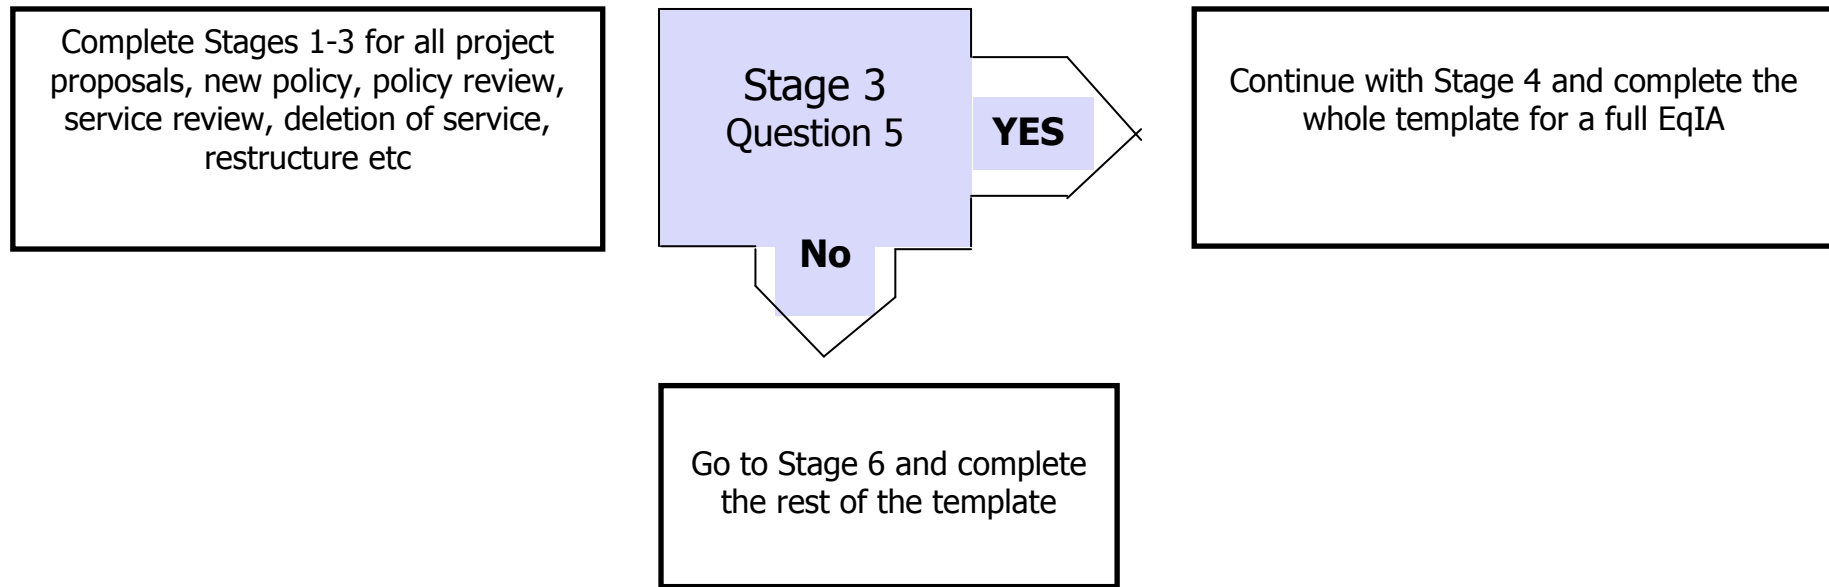 Complete Stages 1-3 for all project
proposals, new policy, policy review,
service review, deletion of service,
restructure etc
Stage 3
Question 5
YES
No
Continue with Stage 4 and complete the
whole template for a full EqIA
Go to Stage 6 and complete
the rest of the template